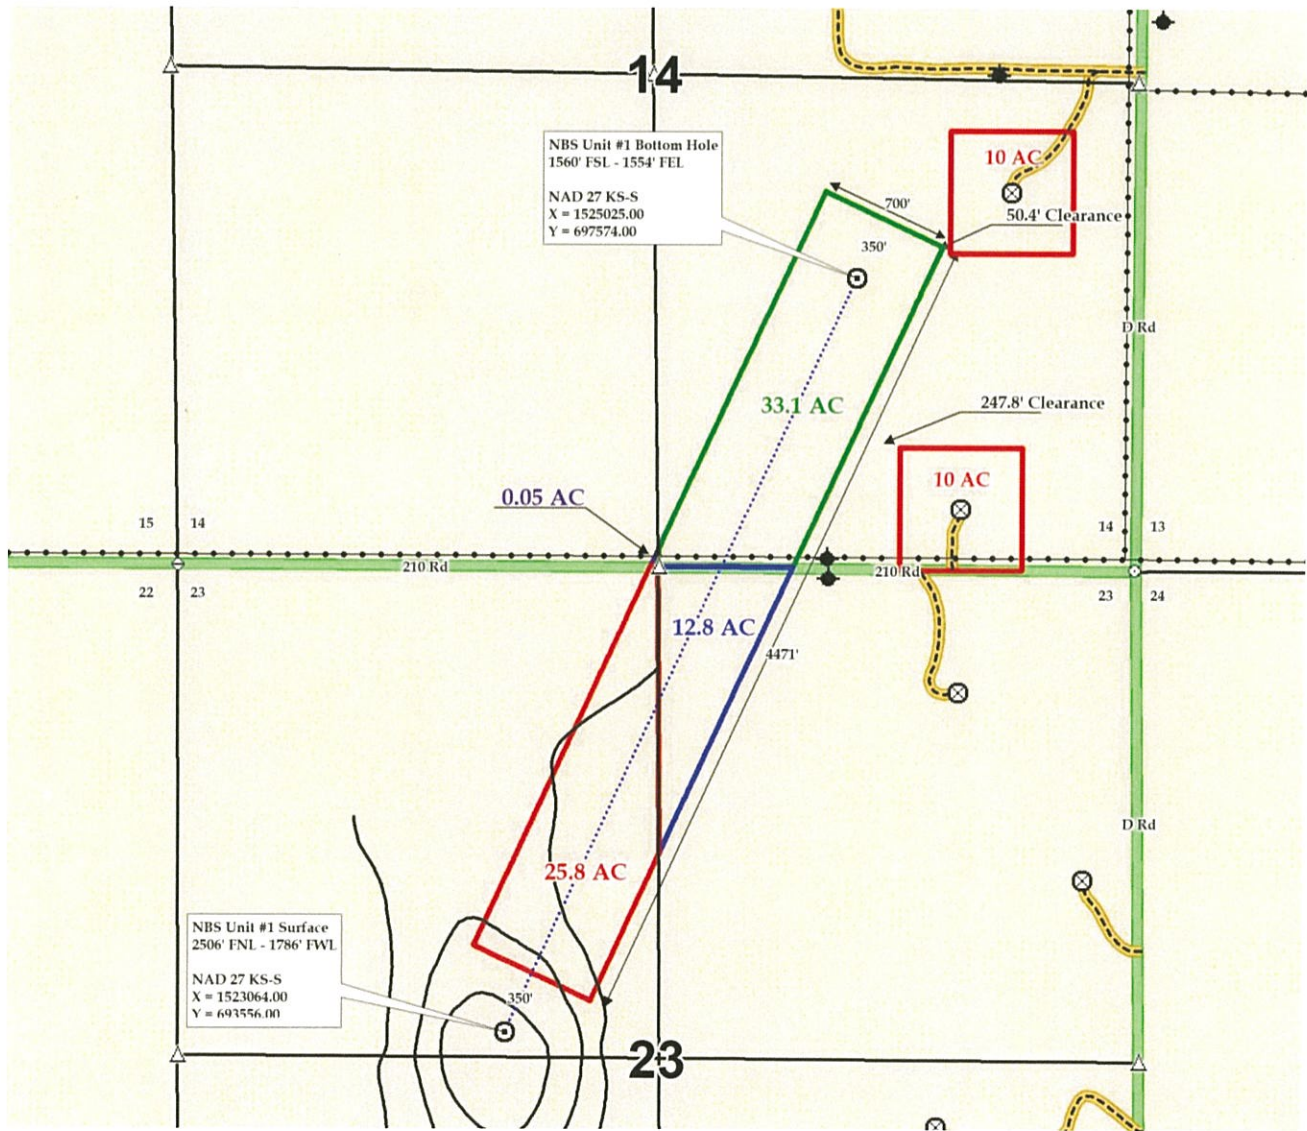 14
NBS Unit #1 Bottom Hole
1560' FSL - 1554' FEL
NAD 27 KS-S
X = 1525025.00
Y = 697574.00
10 AC
700'
50.4' Clearance
350'
D Rd
33.1 AC
247.8' Clearance
10 AC
0.05 AC
15 14
14 13
210 Rd
210 Rd
22 23
23 24
12.8 AC
4471'
D Rd
25.8 AC
NBS Unit #1 Surface
2506' FNL - 1786' FWL
NAD 27 KS-S
X = 1523064.00
Y = 693556.00
350'
23